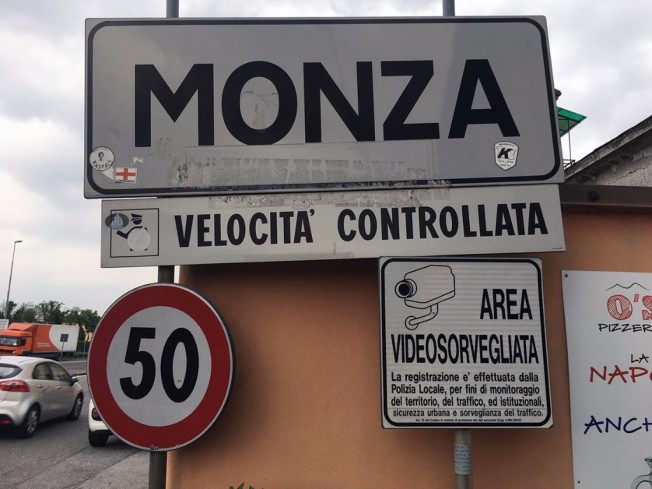 MONZA
K
VELOCITA' CONTROLLATA
50
AREA
VIDEOSORVEGLIATA
La registrazione e' effettuata dalla
Polizia Locale, per fini di monitoraggio
del territorio, del traffico, ed istituzionali,
sicurezza urbana e sorveglianza del traffico.
O'S
PIZZER
LA
NAPO
ANCH